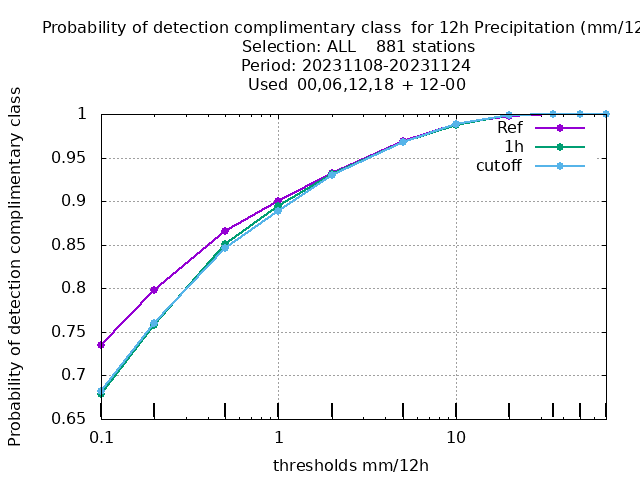 Probability of detection complimentary class  for 12h Precipitation (mm/12
Selection: ALL    881 stations
Period: 20231108-20231124
Used  00,06,12,18  + 12-00
Probability of detection complimentary class
1
0.95
0.9
0.85
0.8
0.75
0.7
0.65
Ref
1h
cutoff
0.1
1
10
thresholds mm/12h